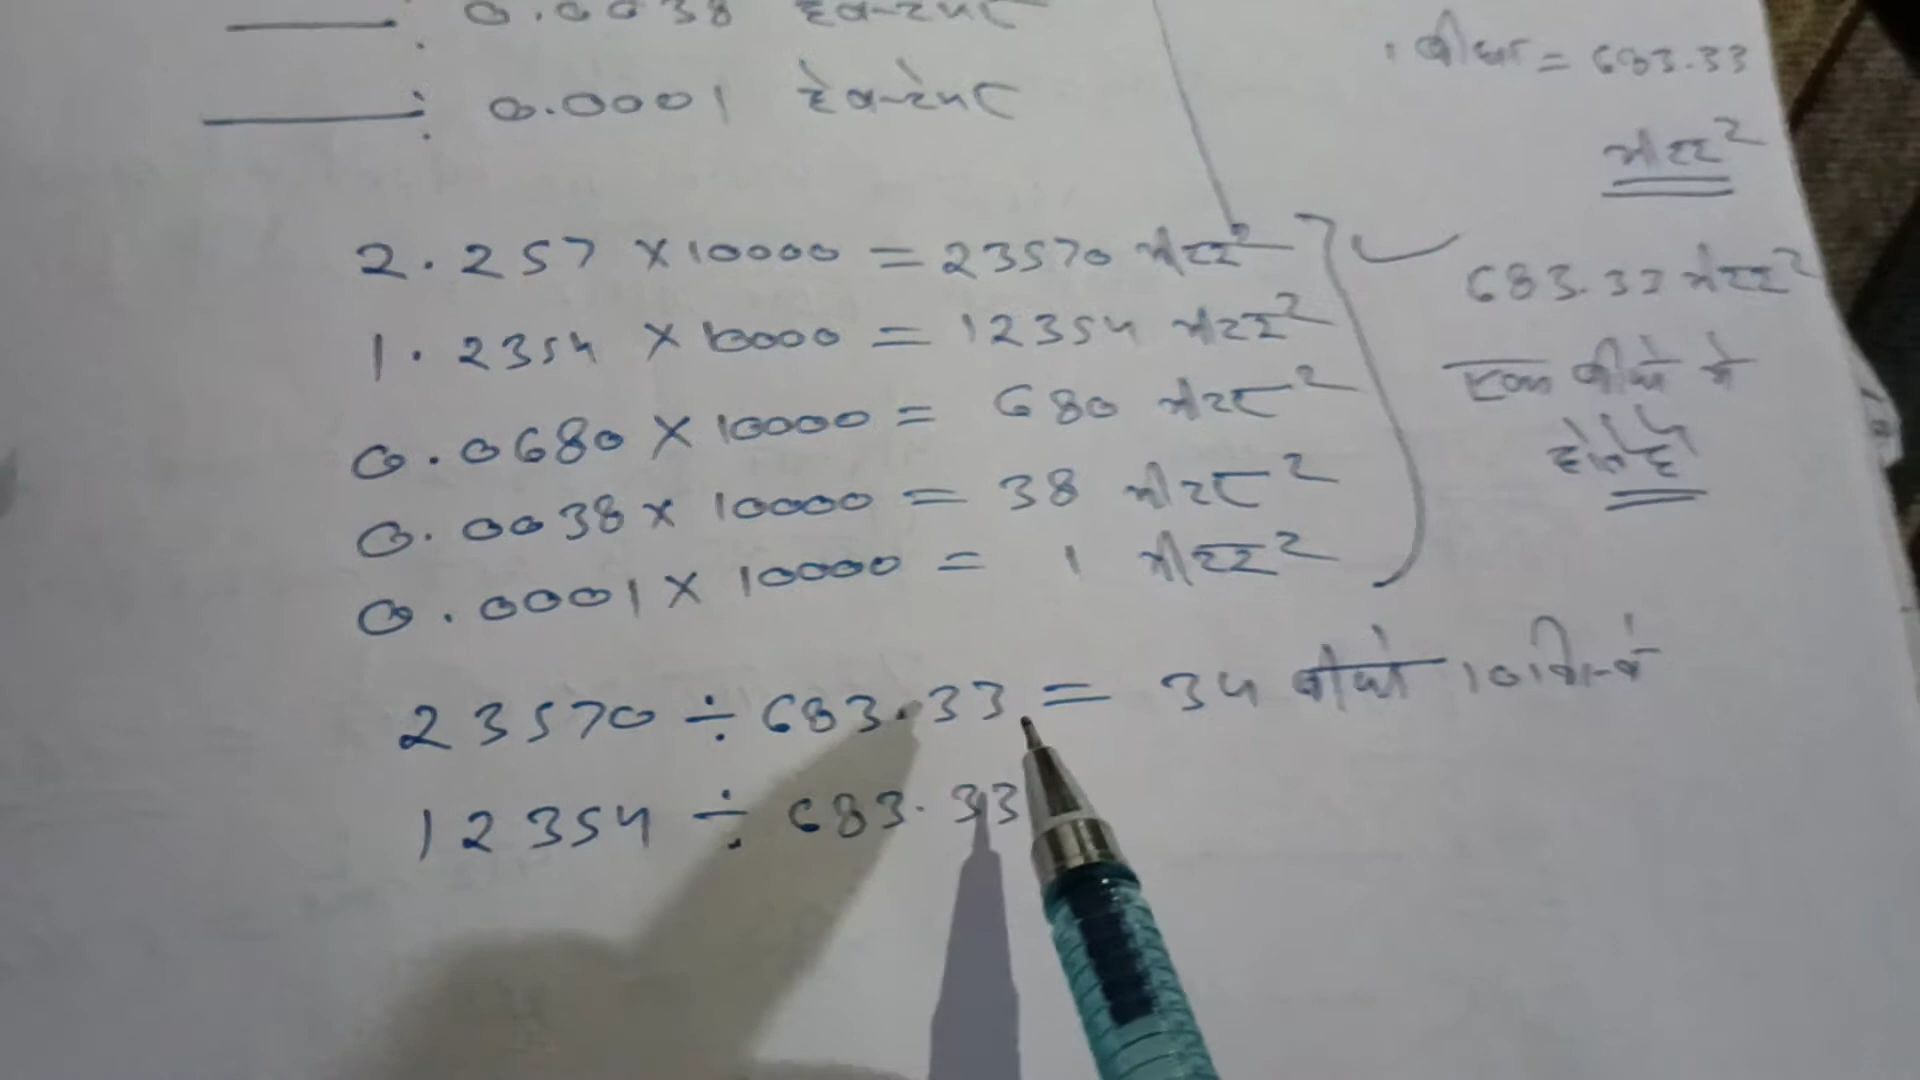 0.0038 हेक्टेयर
: 0.0001 हेक्टेयर
1 बीघा = 683.33
मीटर²
2.257 × 10000 = 23570 मीटर²
1.2354 × 10000 = 12354 मीटर²
0.0680 × 10000 = 680 मीटर²
0.0038 × 10000 = 38 मीटर²
0.0001 × 10000 = 1 मीटर²
683.33 मीटर²
एक बीघे में
होते हैं
23570 ÷ 683.33 = 34 बीघे 10
12354 ÷ 683.33